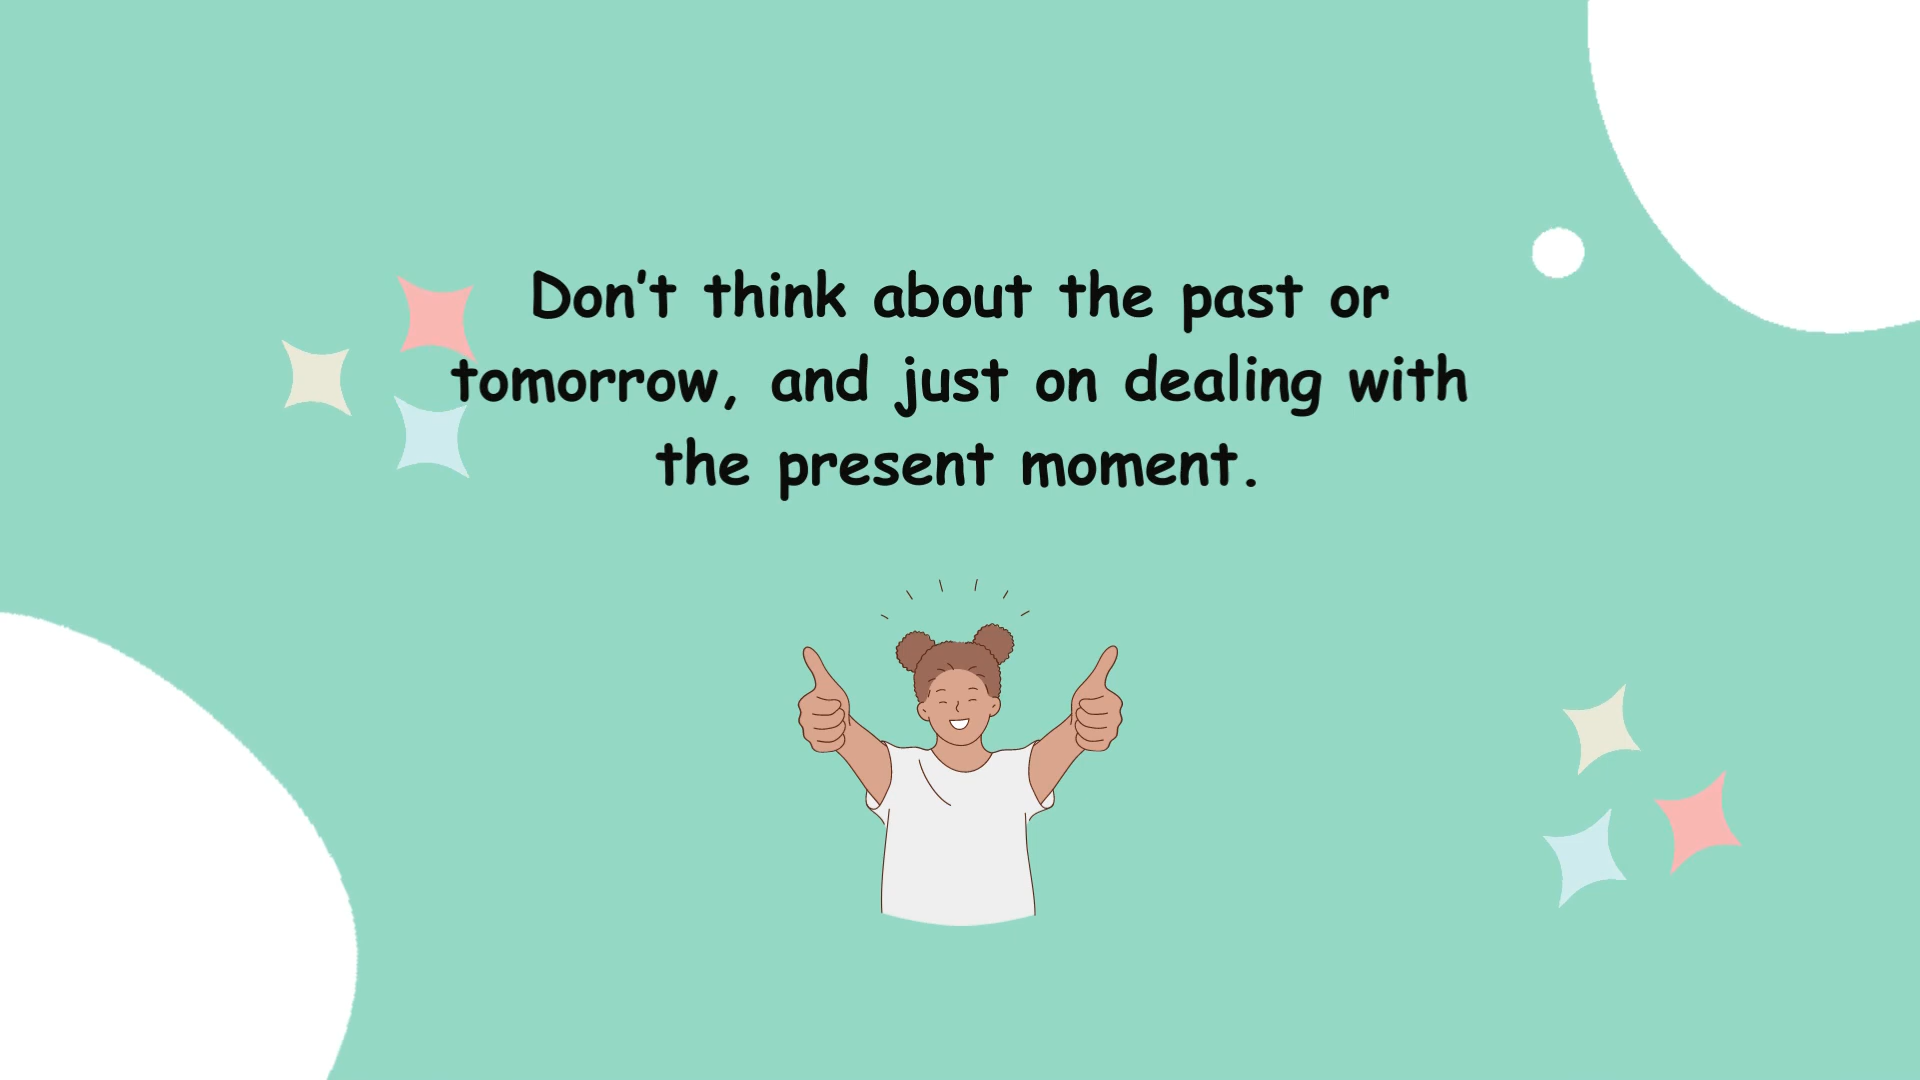 Don't think about the past or
tomorrow, and just on dealing with
the present moment.